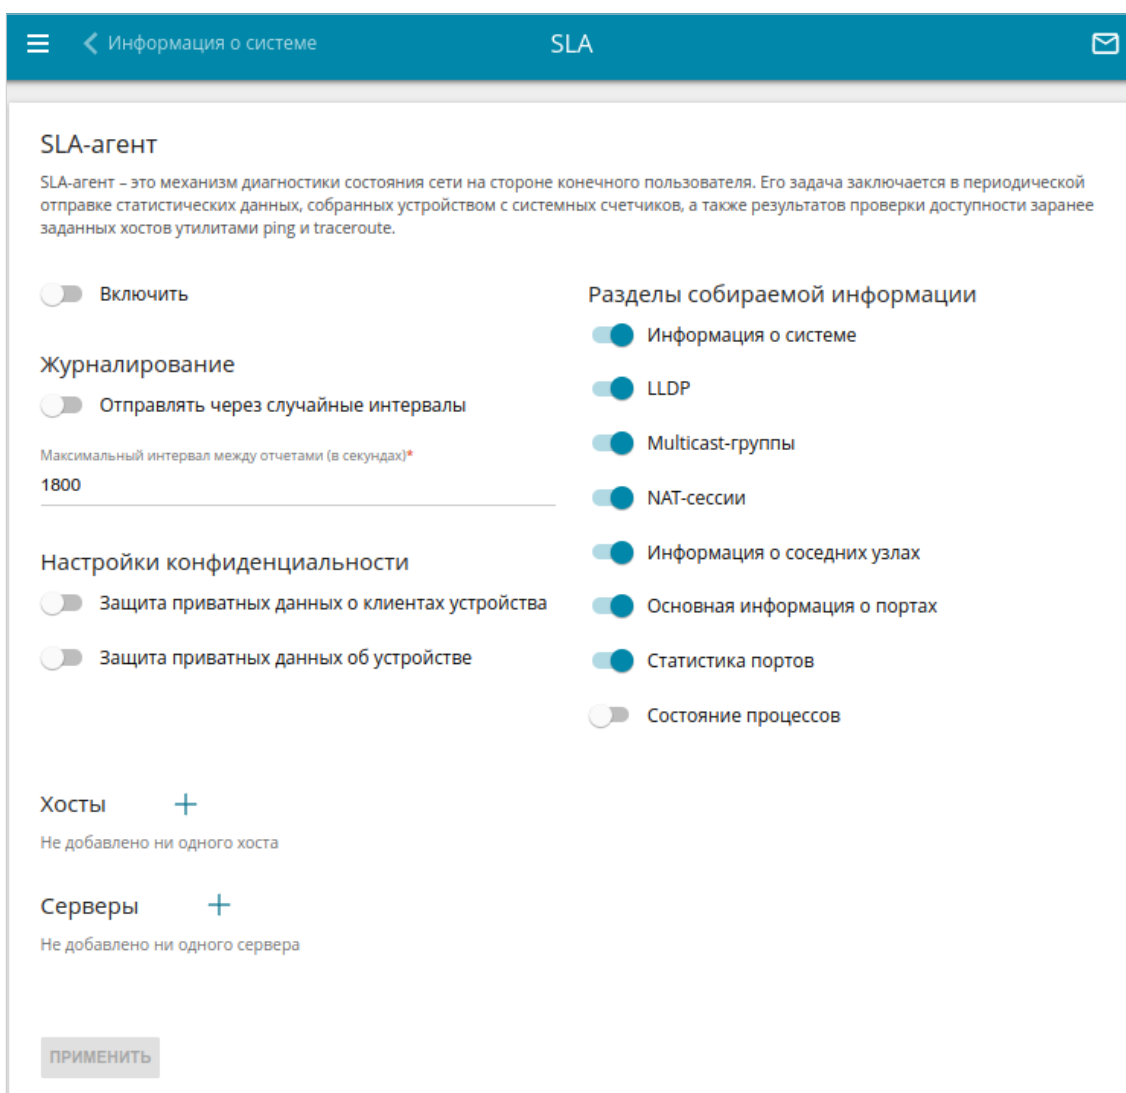 Информация о системе
SLA
SLA-агент
SLA-агент – это механизм диагностики состояния сети на стороне конечного пользователя. Его задача заключается в периодической
отправке статистических данных, собранных устройством с системных счетчиков, а также результатов проверки доступности заранее
заданных хостов утилитами ping и traceroute.
Включить
Журналирование
Отправлять через случайные интервалы
Максимальный интервал между отчетами (в секундах)*
1800
Настройки конфиденциальности
Защита приватных данных о клиентах устройства
Защита приватных данных об устройстве
Разделы собираемой информации
Информация о системе
LLDP
Multicast-группы
NAT-сессии
Информация о соседних узлах
Основная информация о портах
Статистика портов
Состояние процессов
Хосты
Не добавлено ни одного хоста
Серверы
Не добавлено ни одного сервера
ПРИМЕНИТЬ